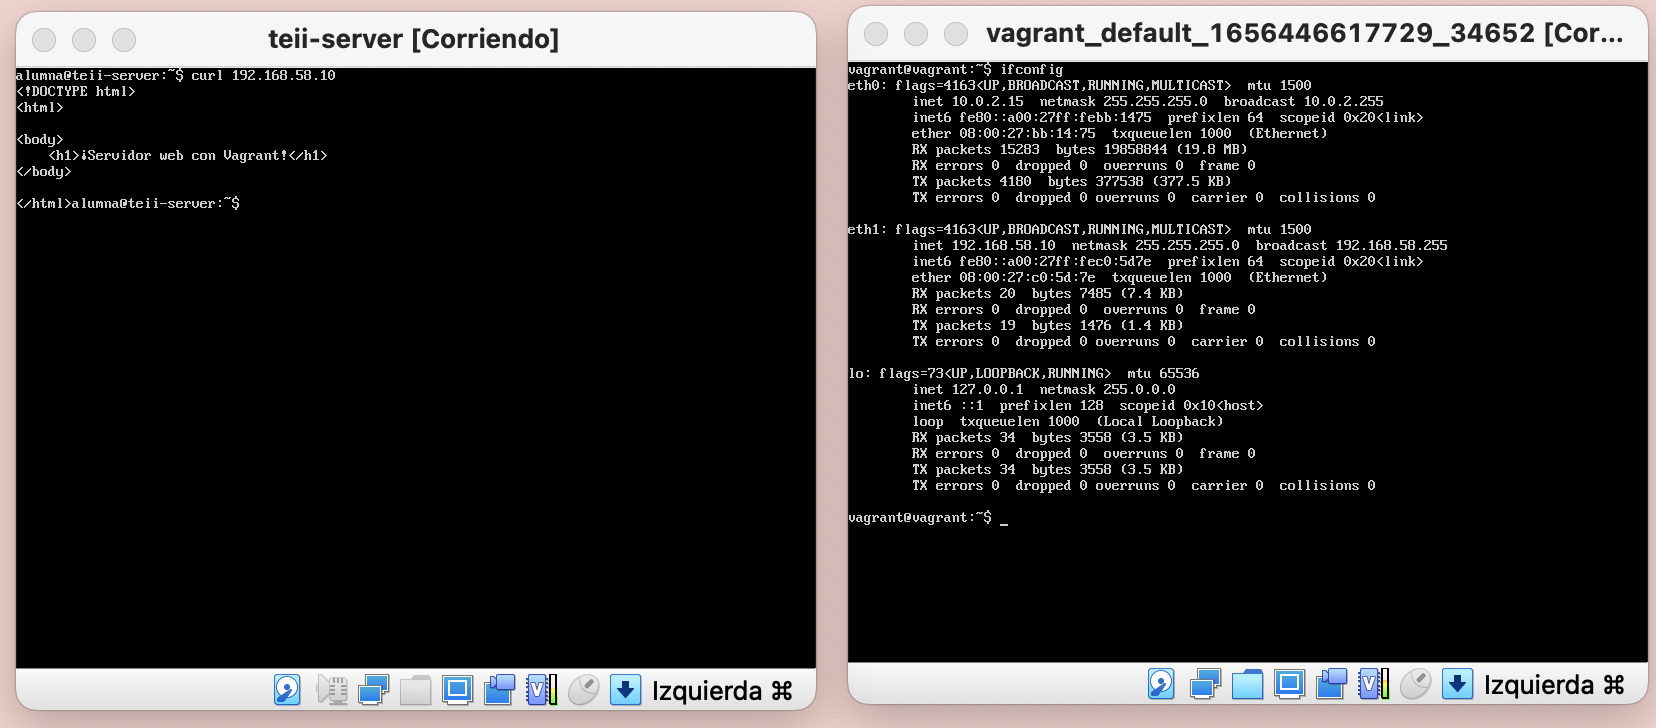 teii-server [Corriendo]
alumna@teii-server:~$ curl 192.168.58.10
<!DOCTYPE html>
<html>
<body>
<h1>¡Servidor web con Vagrant!</h1>
</body>
</html>alumna@teii-server:~$
Izquierda ⌘
vagrant_default_1656446617729_34652 [Cor...
vagrant@vagrant:~$ ifconfig
eth0: flags=4163<UP,BROADCAST,RUNNING,MULTICAST>  mtu 1500
inet 10.0.2.15  netmask 255.255.255.0  broadcast 10.0.2.255
inet6 fe80::a00:27ff:febb:1475  prefixlen 64  scopeid 0x20<link>
ether 08:00:27:bb:14:75  txqueuelen 1000  (Ethernet)
RX packets 15283  bytes 19858844 (19.8 MB)
RX errors 0  dropped 0  overruns 0  frame 0
TX packets 4180  bytes 377538 (377.5 KB)
TX errors 0  dropped 0 overruns 0  carrier 0  collisions 0
eth1: flags=4163<UP,BROADCAST,RUNNING,MULTICAST>  mtu 1500
inet 192.168.58.10  netmask 255.255.255.0  broadcast 192.168.58.255
inet6 fe80::a00:27ff:fec0:5d7e  prefixlen 64  scopeid 0x20<link>
ether 08:00:27:c0:5d:7e  txqueuelen 1000  (Ethernet)
RX packets 20  bytes 7485 (7.4 KB)
RX errors 0  dropped 0  overruns 0  frame 0
TX packets 19  bytes 1476 (1.4 KB)
TX errors 0  dropped 0 overruns 0  carrier 0  collisions 0
lo: flags=73<UP,LOOPBACK,RUNNING>  mtu 65536
inet 127.0.0.1  netmask 255.0.0.0
inet6 ::1  prefixlen 128  scopeid 0x10<host>
loop  txqueuelen 1000  (Local Loopback)
RX packets 34  bytes 3558 (3.5 KB)
RX errors 0  dropped 0  overruns 0  frame 0
TX packets 34  bytes 3558 (3.5 KB)
TX errors 0  dropped 0 overruns 0  carrier 0  collisions 0
vagrant@vagrant:~$ _
Izquierda ⌘